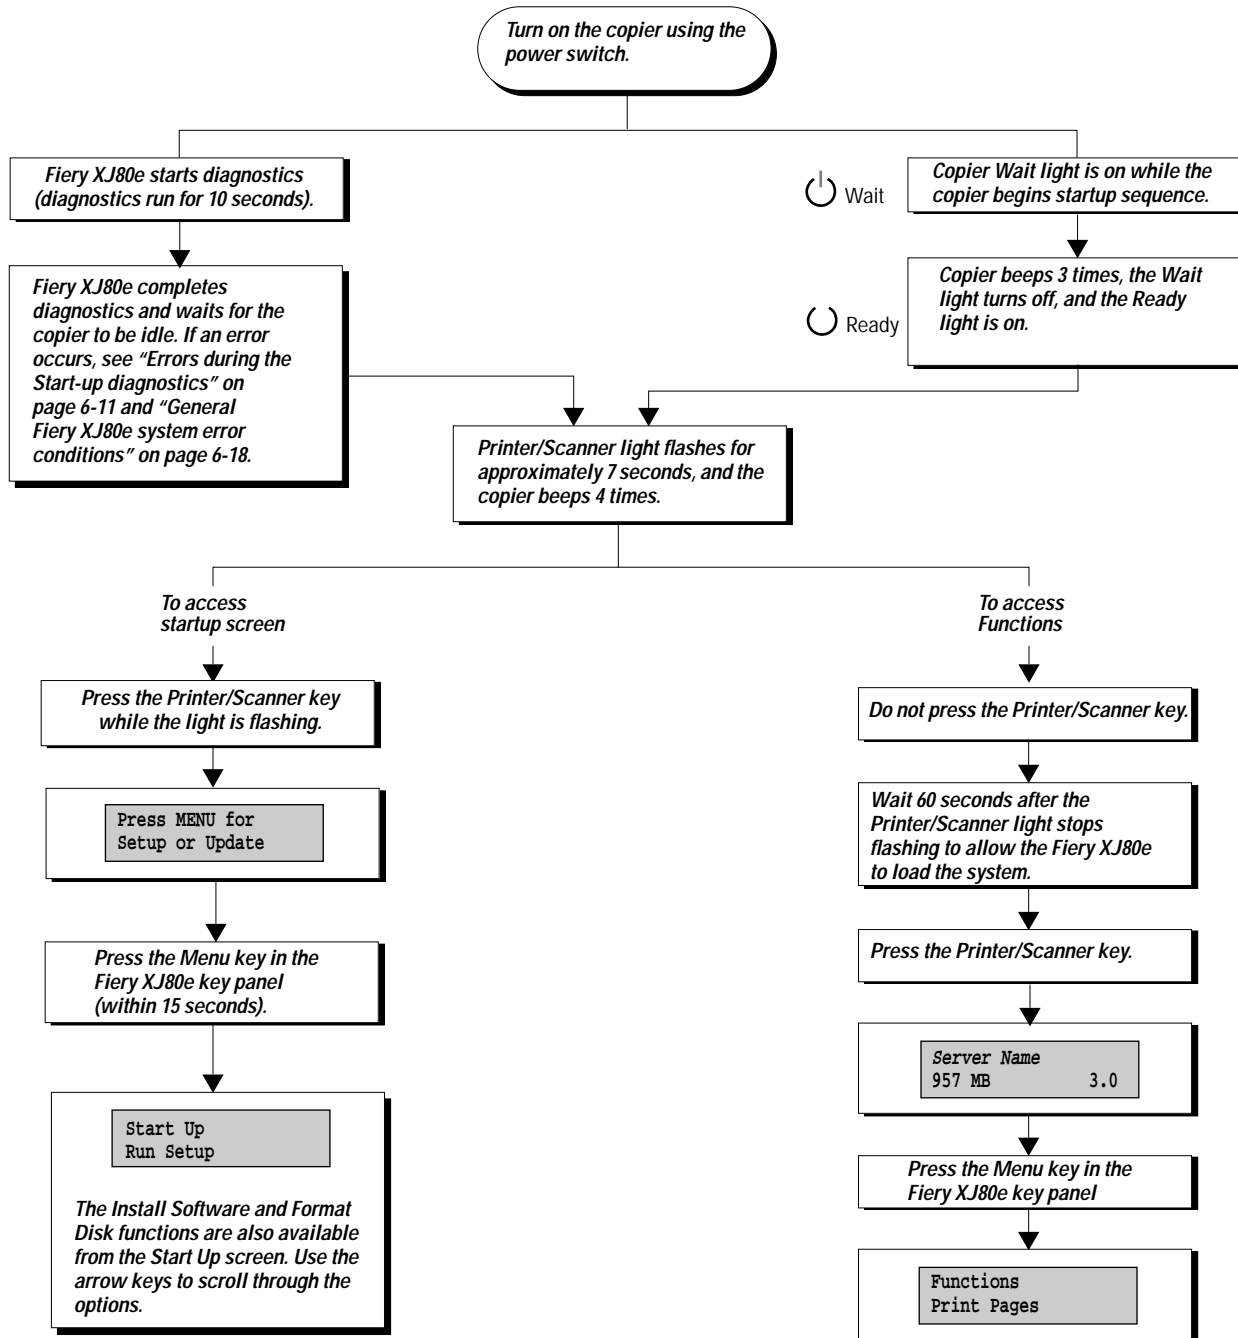 Turn on the copier using the
power switch.
Fiery XJ80e starts diagnostics
(diagnostics run for 10 seconds).
Wait
Copier Wait light is on while the
copier begins startup sequence.
Fiery XJ80e completes
diagnostics and waits for the
copier to be idle. If an error
occurs, see “Errors during the
Start-up diagnostics” on
page 6-11 and “General
Fiery XJ80e system error
conditions” on page 6-18.
Ready
Copier beeps 3 times, the Wait
light turns off, and the Ready
light is on.
Printer/Scanner light flashes for
approximately 7 seconds, and the
copier beeps 4 times.
To access
startup screen
Press the Printer/Scanner key
while the light is flashing.
Press MENU for
Setup or Update
Press the Menu key in the
Fiery XJ80e key panel
(within 15 seconds).
Start Up
Run Setup
The Install Software and Format
Disk functions are also available
from the Start Up screen. Use the
arrow keys to scroll through the
options.
To access
Functions
Do not press the Printer/Scanner key.
Wait 60 seconds after the
Printer/Scanner light stops
flashing to allow the Fiery XJ80e
to load the system.
Press the Printer/Scanner key.
Server Name
957 MB 3.0
Press the Menu key in the
Fiery XJ80e key panel
Functions
Print Pages